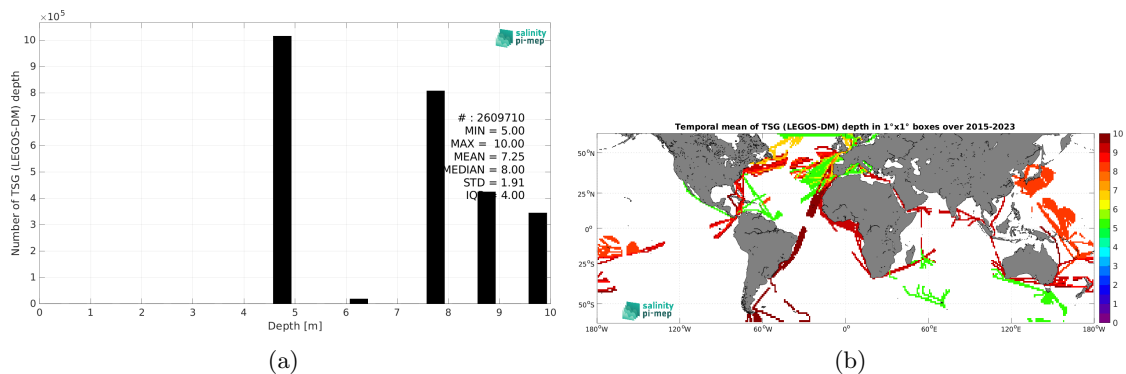 ×10⁵
10
9
8
7
6
5
4
3
2
1
0
Number of TSG (LEGOS-DM) depth
salinity
pi-mep
# : 2609710
MIN = 5.00
MAX = 10.00
MEAN = 7.25
MEDIAN = 8.00
STD = 1.91
= 4.00
0 1 2 3 4 5 6 7 8 9 10
Depth [m]
(a)
Temporal mean of TSG (LEGOS-DM) depth in 1°x1° boxes over 2015-2023
50°N
25°N
0°
25°S
50°S
180°W 120°W 60°W 0° 60°E 120°E 180°W
salinity
pi-mep
10
9
8
7
6
5
4
3
2
1
0
(b)